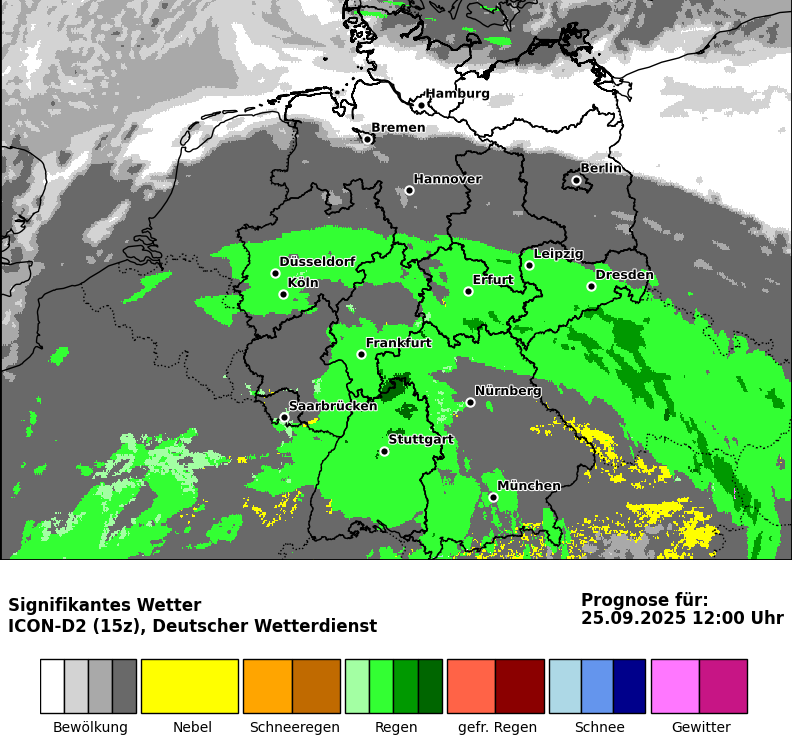 Hamburg
Bremen
Berlin
Hannover
Leipzig
Düsseldorf
Dresden
Köln
Erfurt
Frankfurt
Nürnberg
Saarbrücken
Stuttgart
München
Signifikantes Wetter
ICON-D2 (15z), Deutscher Wetterdienst
Prognose für:
25.09.2025 12:00 Uhr
Bewölkung Nebel Schneeregen Regen gefr. Regen Schnee Gewitter